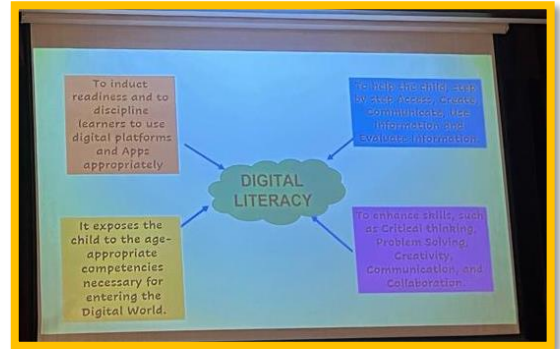 To induct
readiness and to
discipline
learners to use
digital platforms
and Apps
appropriately
To help the child step
by step Access, Create,
Communicate, Use
Information and
Evaluate Information
DIGITAL
LITERACY
It exposes the
child to the age-
appropriate
competencies
necessary for
entering the
Digital World.
To enhance skills, such
as Critical thinking,
Problem Solving,
Creativity,
Communication, and
Collaboration.